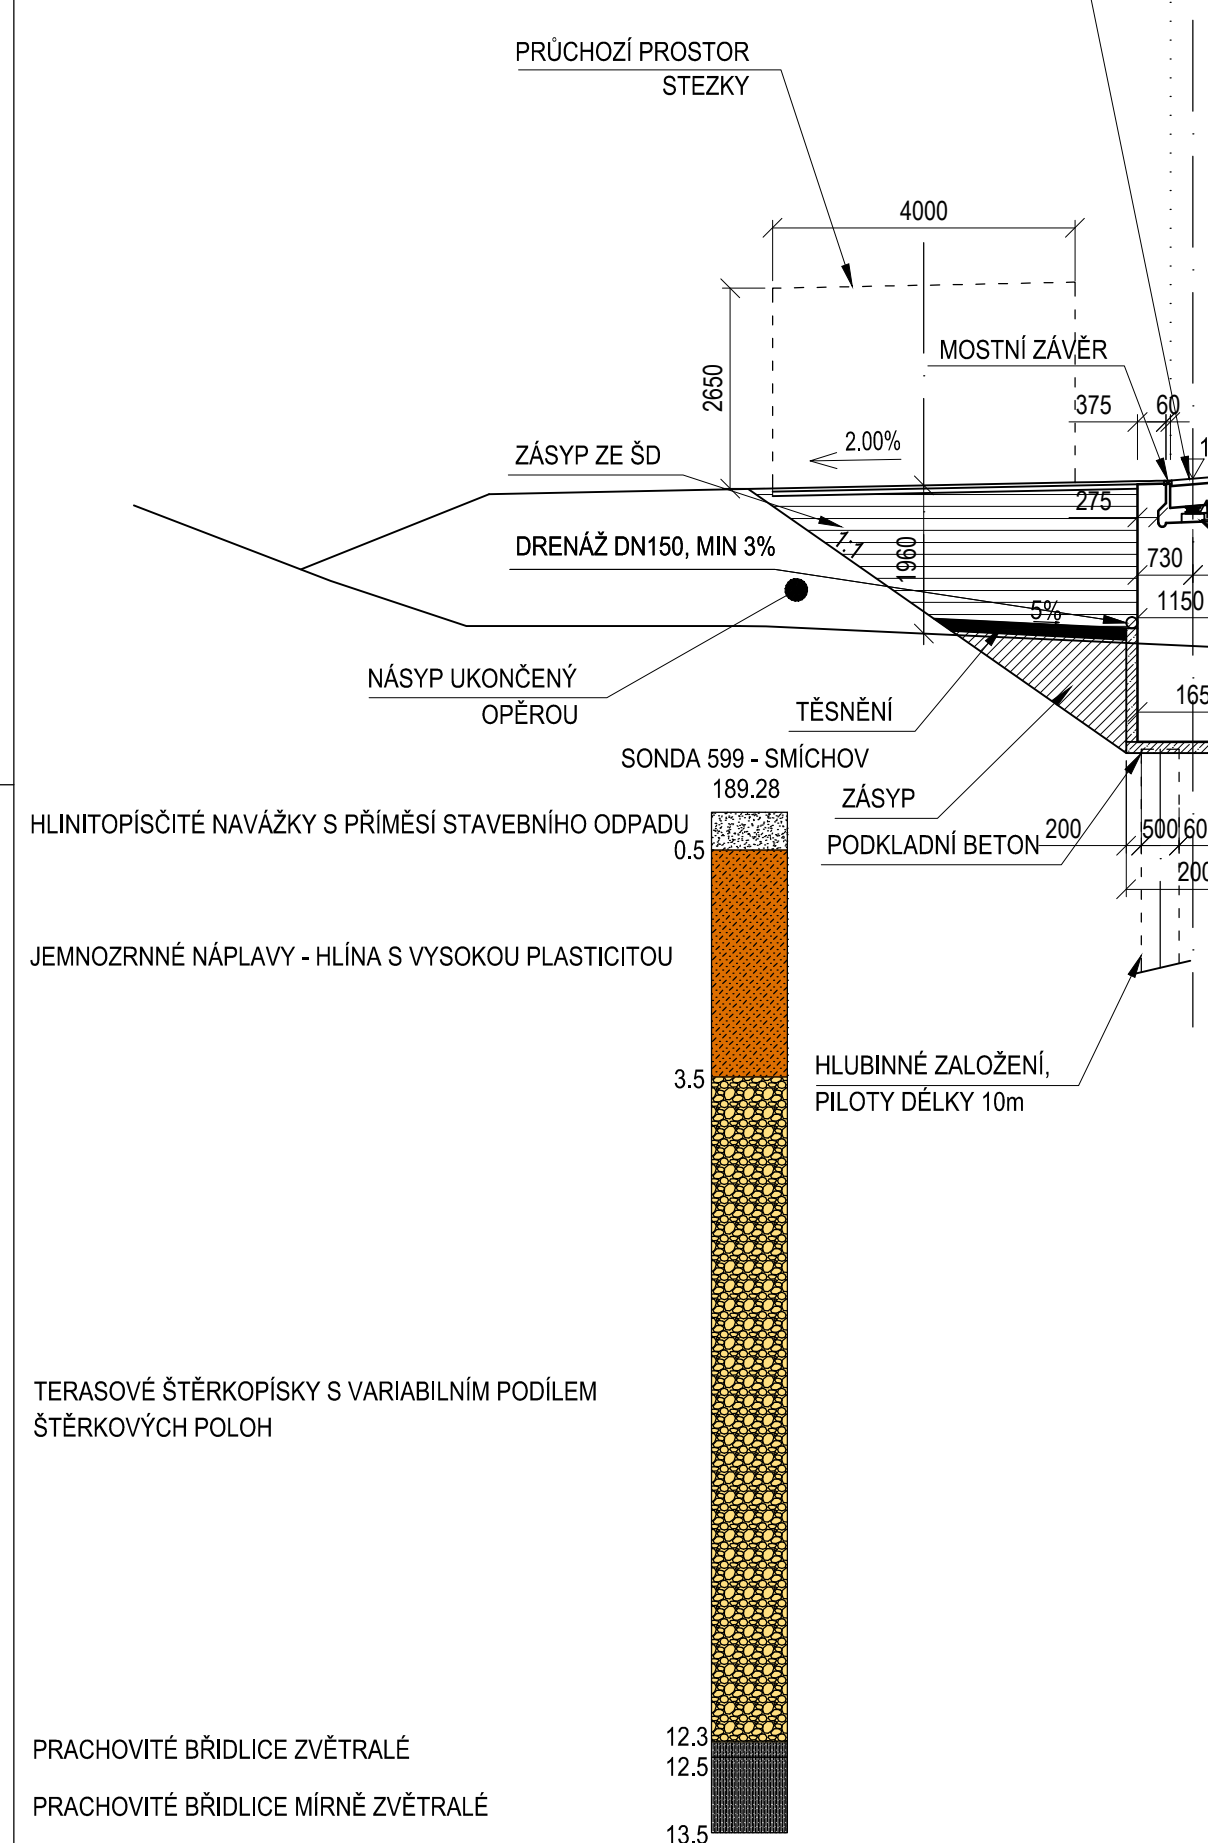 PRŮCHOZÍ PROSTOR
STEZKY
4000
2650
MOSTNÍ ZÁVĚR
375
60
2.00%
ZÁSYP ZE ŠD
275
1:1
DRENÁŽ DN150, MIN 3%
1960
730
5%
1150
NÁSYP UKONČENÝ
OPĚROU
TĚSNĚNÍ
165
SONDA 599 - SMÍCHOV
189.28
ZÁSYP
HLINITOPÍSČITÉ NAVÁŽKY S PŘÍMĚSÍ STAVEBNÍHO ODPADU
0.5
PODKLADNÍ BETON
200
500
60
200
JEMNOZRNNÉ NÁPLAVY - HLÍNA S VYSOKOU PLASTICITOU
3.5
HLUBINNÉ ZALOŽENÍ,
PILOTY DÉLKY 10m
TERASOVÉ ŠTĚRKOPÍSKY S VARIABILNÍM PODÍLEM
ŠTĚRKOVÝCH POLOH
12.3
PRACHOVITÉ BŘIDLICE ZVĚTRALÉ
12.5
PRACHOVITÉ BŘIDLICE MÍRNĚ ZVĚTRALÉ
13.5